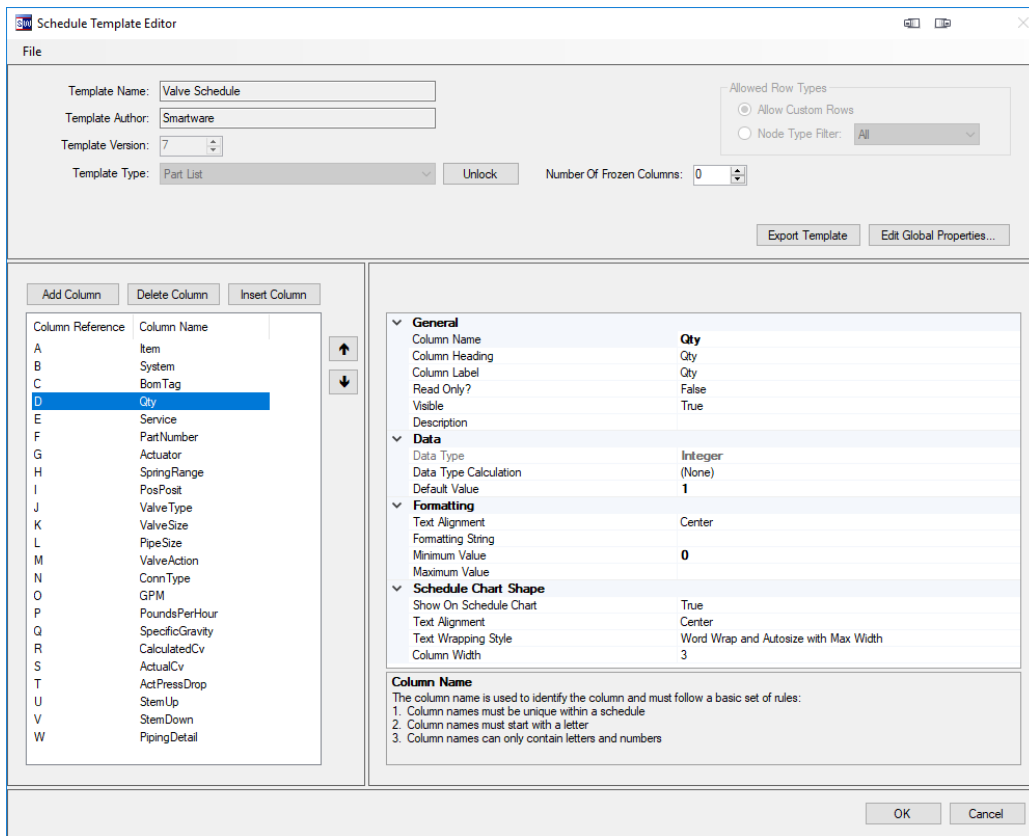 SW Schedule Template Editor
File
Template Name: Valve Schedule
Template Author: Smartware
Template Version: 7
Template Type: Part List Unlock Number Of Frozen Columns: 0
Allowed Row Types
Allow Custom Rows
Node Type Filter: All
Export Template Edit Global Properties...
Add Column Delete Column Insert Column
Column Reference Column Name
A Item
B System
C BomTag
D Qty
E Service
F PartNumber
G Actuator
H SpringRange
I PosPosit
J ValveType
K ValveSize
L PipeSize
M ValveAction
N ConnType
O GPM
P PoundsPerHour
Q SpecificGravity
R CalculatedCv
S ActualCv
T ActPressDrop
U StemUp
V StemDown
W PipingDetail
General
Column Name Qty
Column Heading Qty
Column Label Qty
Read Only? False
Visible True
Description
Data
Data Type Integer
Data Type Calculation (None)
Default Value 1
Formatting
Text Alignment Center
Formatting String
Minimum Value 0
Maximum Value
Schedule Chart Shape
Show On Schedule Chart True
Text Alignment Center
Text Wrapping Style Word Wrap and Autosize with Max Width
Column Width 3
Column Name
The column name is used to identify the column and must follow a basic set of rules:
1. Column names must be unique within a schedule
2. Column names must start with a letter
3. Column names can only contain letters and numbers
OK Cancel